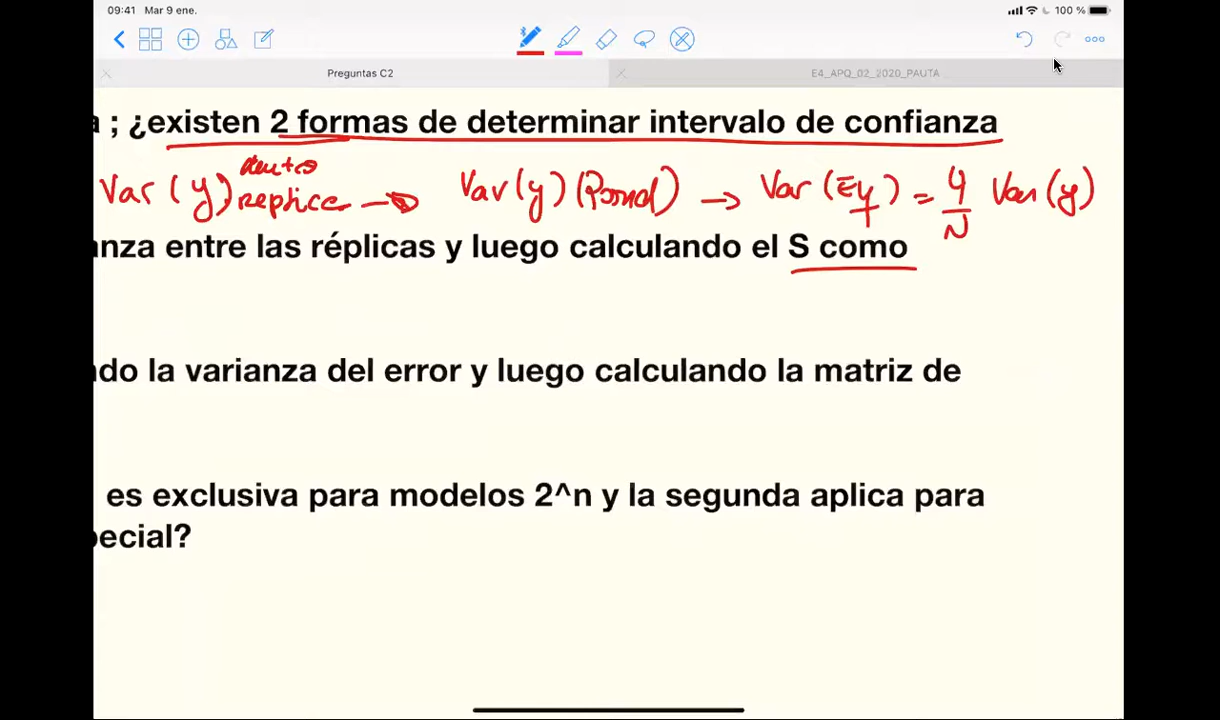 09:41 Mar 9 ene. 100 %
Preguntas C2 E4_APQ_02_2020_PAUTA
a ; ¿existen 2 formas de determinar intervalo de confianza
dentro
Var (y) replica → Var(y) → Var (Ef) = 4/N Var (y)
anza entre las réplicas y luego calculando el S como
ndo la varianza del error y luego calculando la matriz de
es exclusiva para modelos 2^n y la segunda aplica para
pecial?